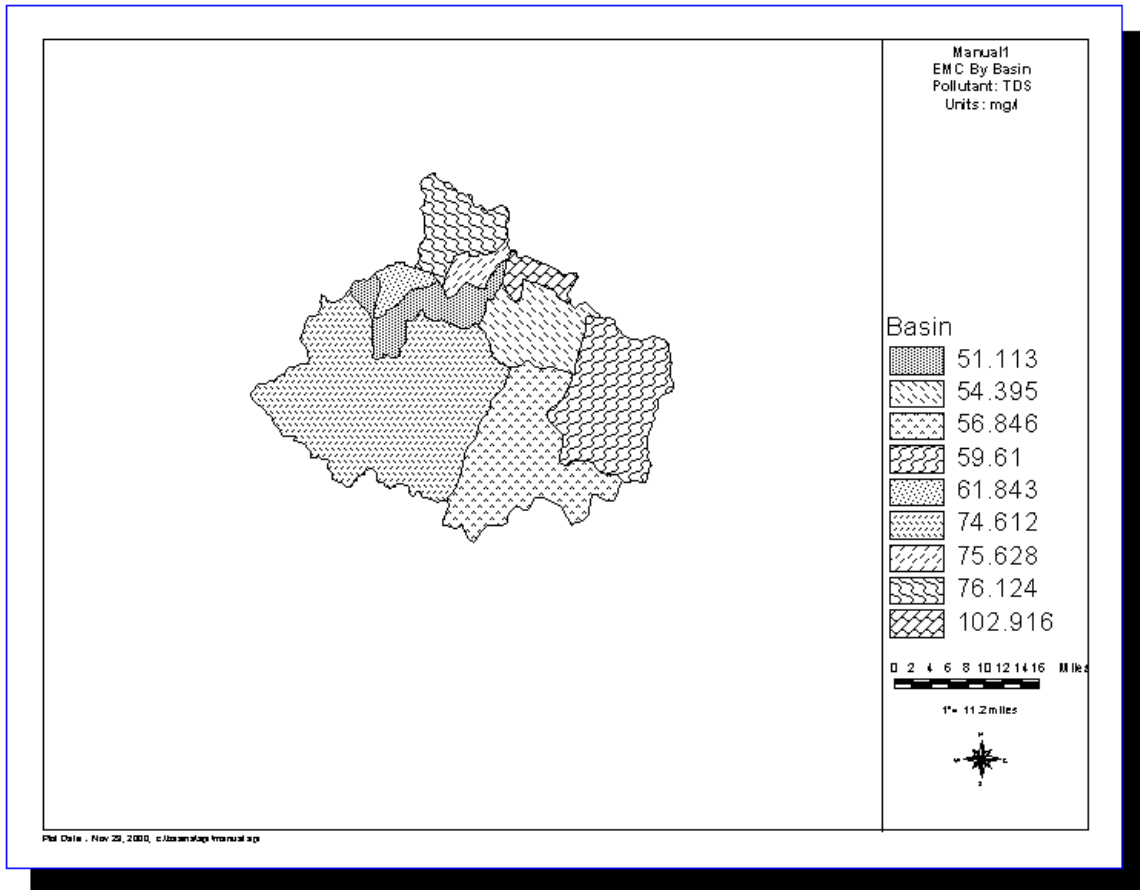 Manual1
EMC By Basin
Pollutant: TDS
Units: mg/l
Basin
51.113
54.395
56.846
59.61
61.843
74.612
75.628
76.124
102.916
0 2 4 6 8 10 12 14 16 Miles
1"= 11.2 miles
N
W E
S
Plot Date - Nov 29, 2000,